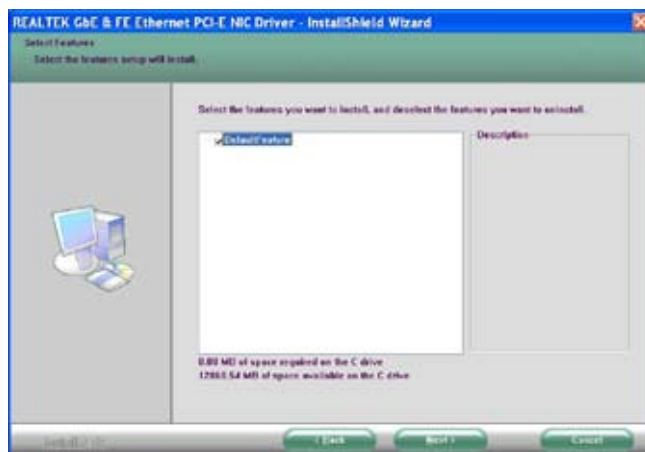 REALTEK GbE & FE Ethernet PCI-E NIC Driver - InstallShield Wizard
Select Features
Select the features setup will install.
Select the features you want to install, and deselect the features you want to uninstall.
DefaultFeature
Description
0.00 MB of space required on the C drive
MB of space available on the C drive
< Back
Next >
Cancel